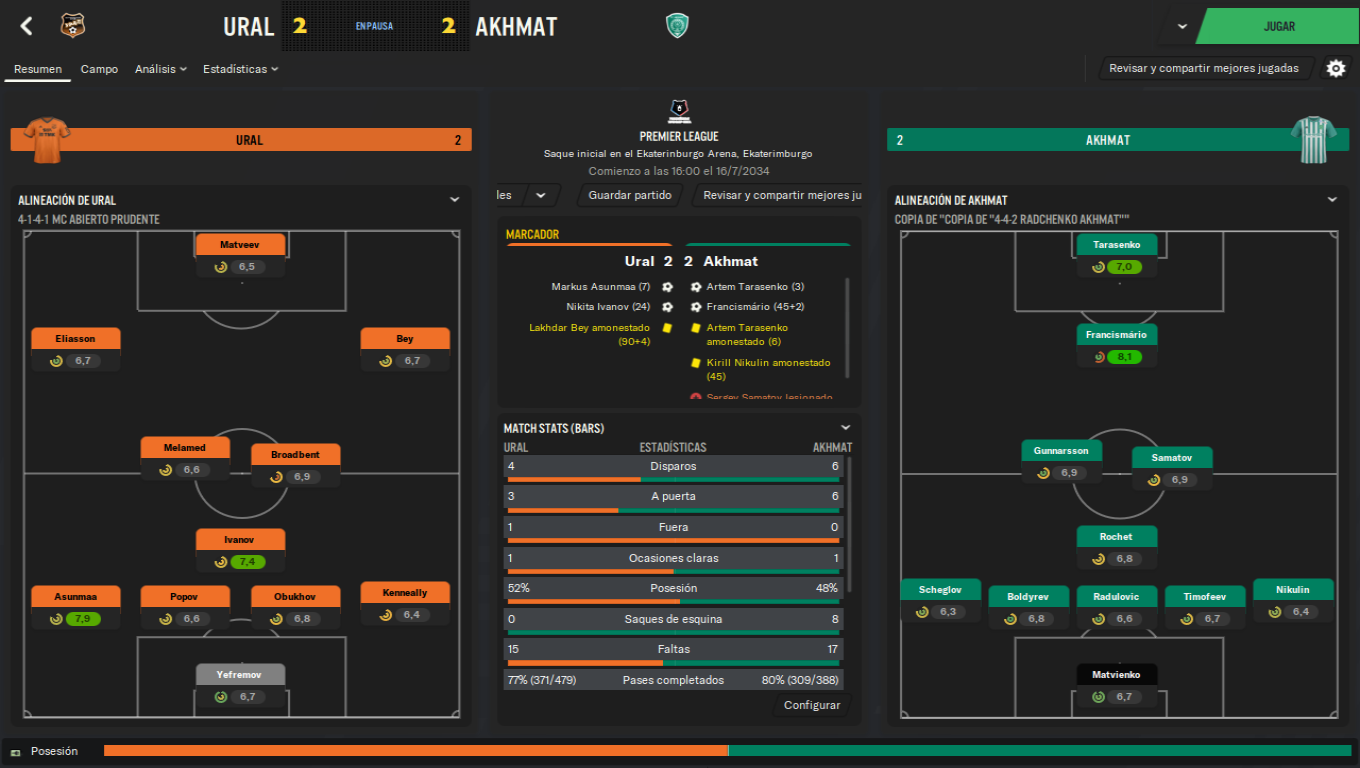 URAL 2 EN PAUSA 2 AKHMAT
JUGAR
Resumen Campo Análisis Estadísticas
Revisar y compartir mejores jugadas
URAL 2
PREMIER LEAGUE
Saque inicial en el Ekaterinburgo Arena, Ekaterimburgo
Comienzo a las 16:00 el 16/7/2034
les Guardar partido Revisar y compartir mejores ju
2 AKHMAT
ALINEACIÓN DE URAL
4-1-4-1 MC ABIERTO PRUDENTE
Matveev
6,5
Eliasson
6,7
Bey
6,7
Melamed
6,6
Broadbent
6,9
Ivanov
7,4
Asunmaa
7,9
Popov
6,6
Obukhov
6,8
Kenneally
6,4
Yefremov
6,7
MARCADOR
Ural 2 2 Akhmat
Markus Asunmaa (7)
Nikita Ivanov (24)
Lakhdar Bey amonestado
(90+4)
Artem Tarasenko (3)
Francismário (45+2)
Artem Tarasenko
amonestado (6)
Kirill Nikulin amonestado
(45)
Sergey Samatov lesionado
MATCH STATS (BARS)
URAL ESTADÍSTICAS AKHMAT
4 Disparos 6
3 A puerta 6
1 Fuera 0
1 Ocasiones claras 1
52% Posesión 48%
0 Saques de esquina 8
15 Faltas 17
77% (371/479) Pases completados 80% (309/388)
Configurar
ALINEACIÓN DE AKHMAT
COPIA DE "COPIA DE "4-4-2 RADCHENKO AKHMAT""
Tarasenko
7,0
Francismário
8,1
Gunnarsson
6,9
Samatov
6,9
Rochet
6,8
Scheglov
6,3
Boldyrev
6,8
Radulovic
6,6
Timofeev
6,7
Nikulin
6,4
Matvienko
6,7
Posesión